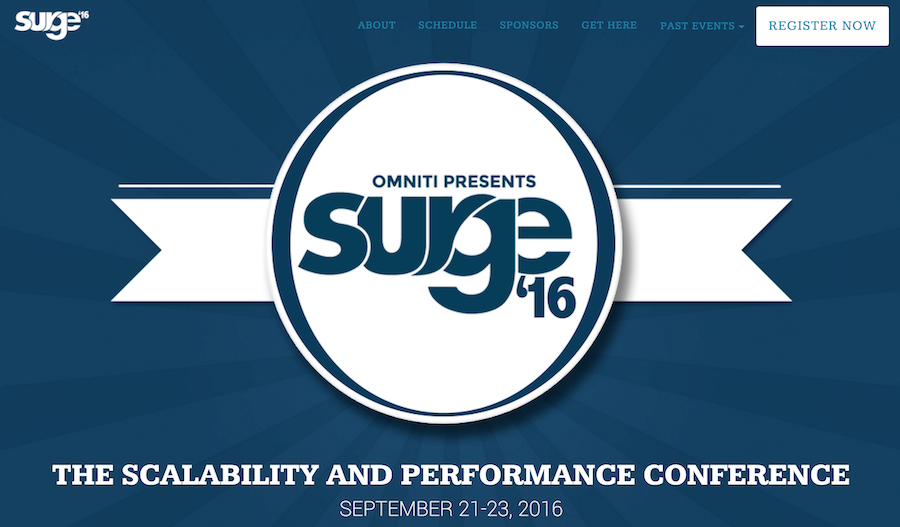 surge '16
ABOUT SCHEDULE SPONSORS GET HERE PAST EVENTS REGISTER NOW
OMNITI PRESENTS
surge
'16
THE SCALABILITY AND PERFORMANCE CONFERENCE
SEPTEMBER 21-23, 2016